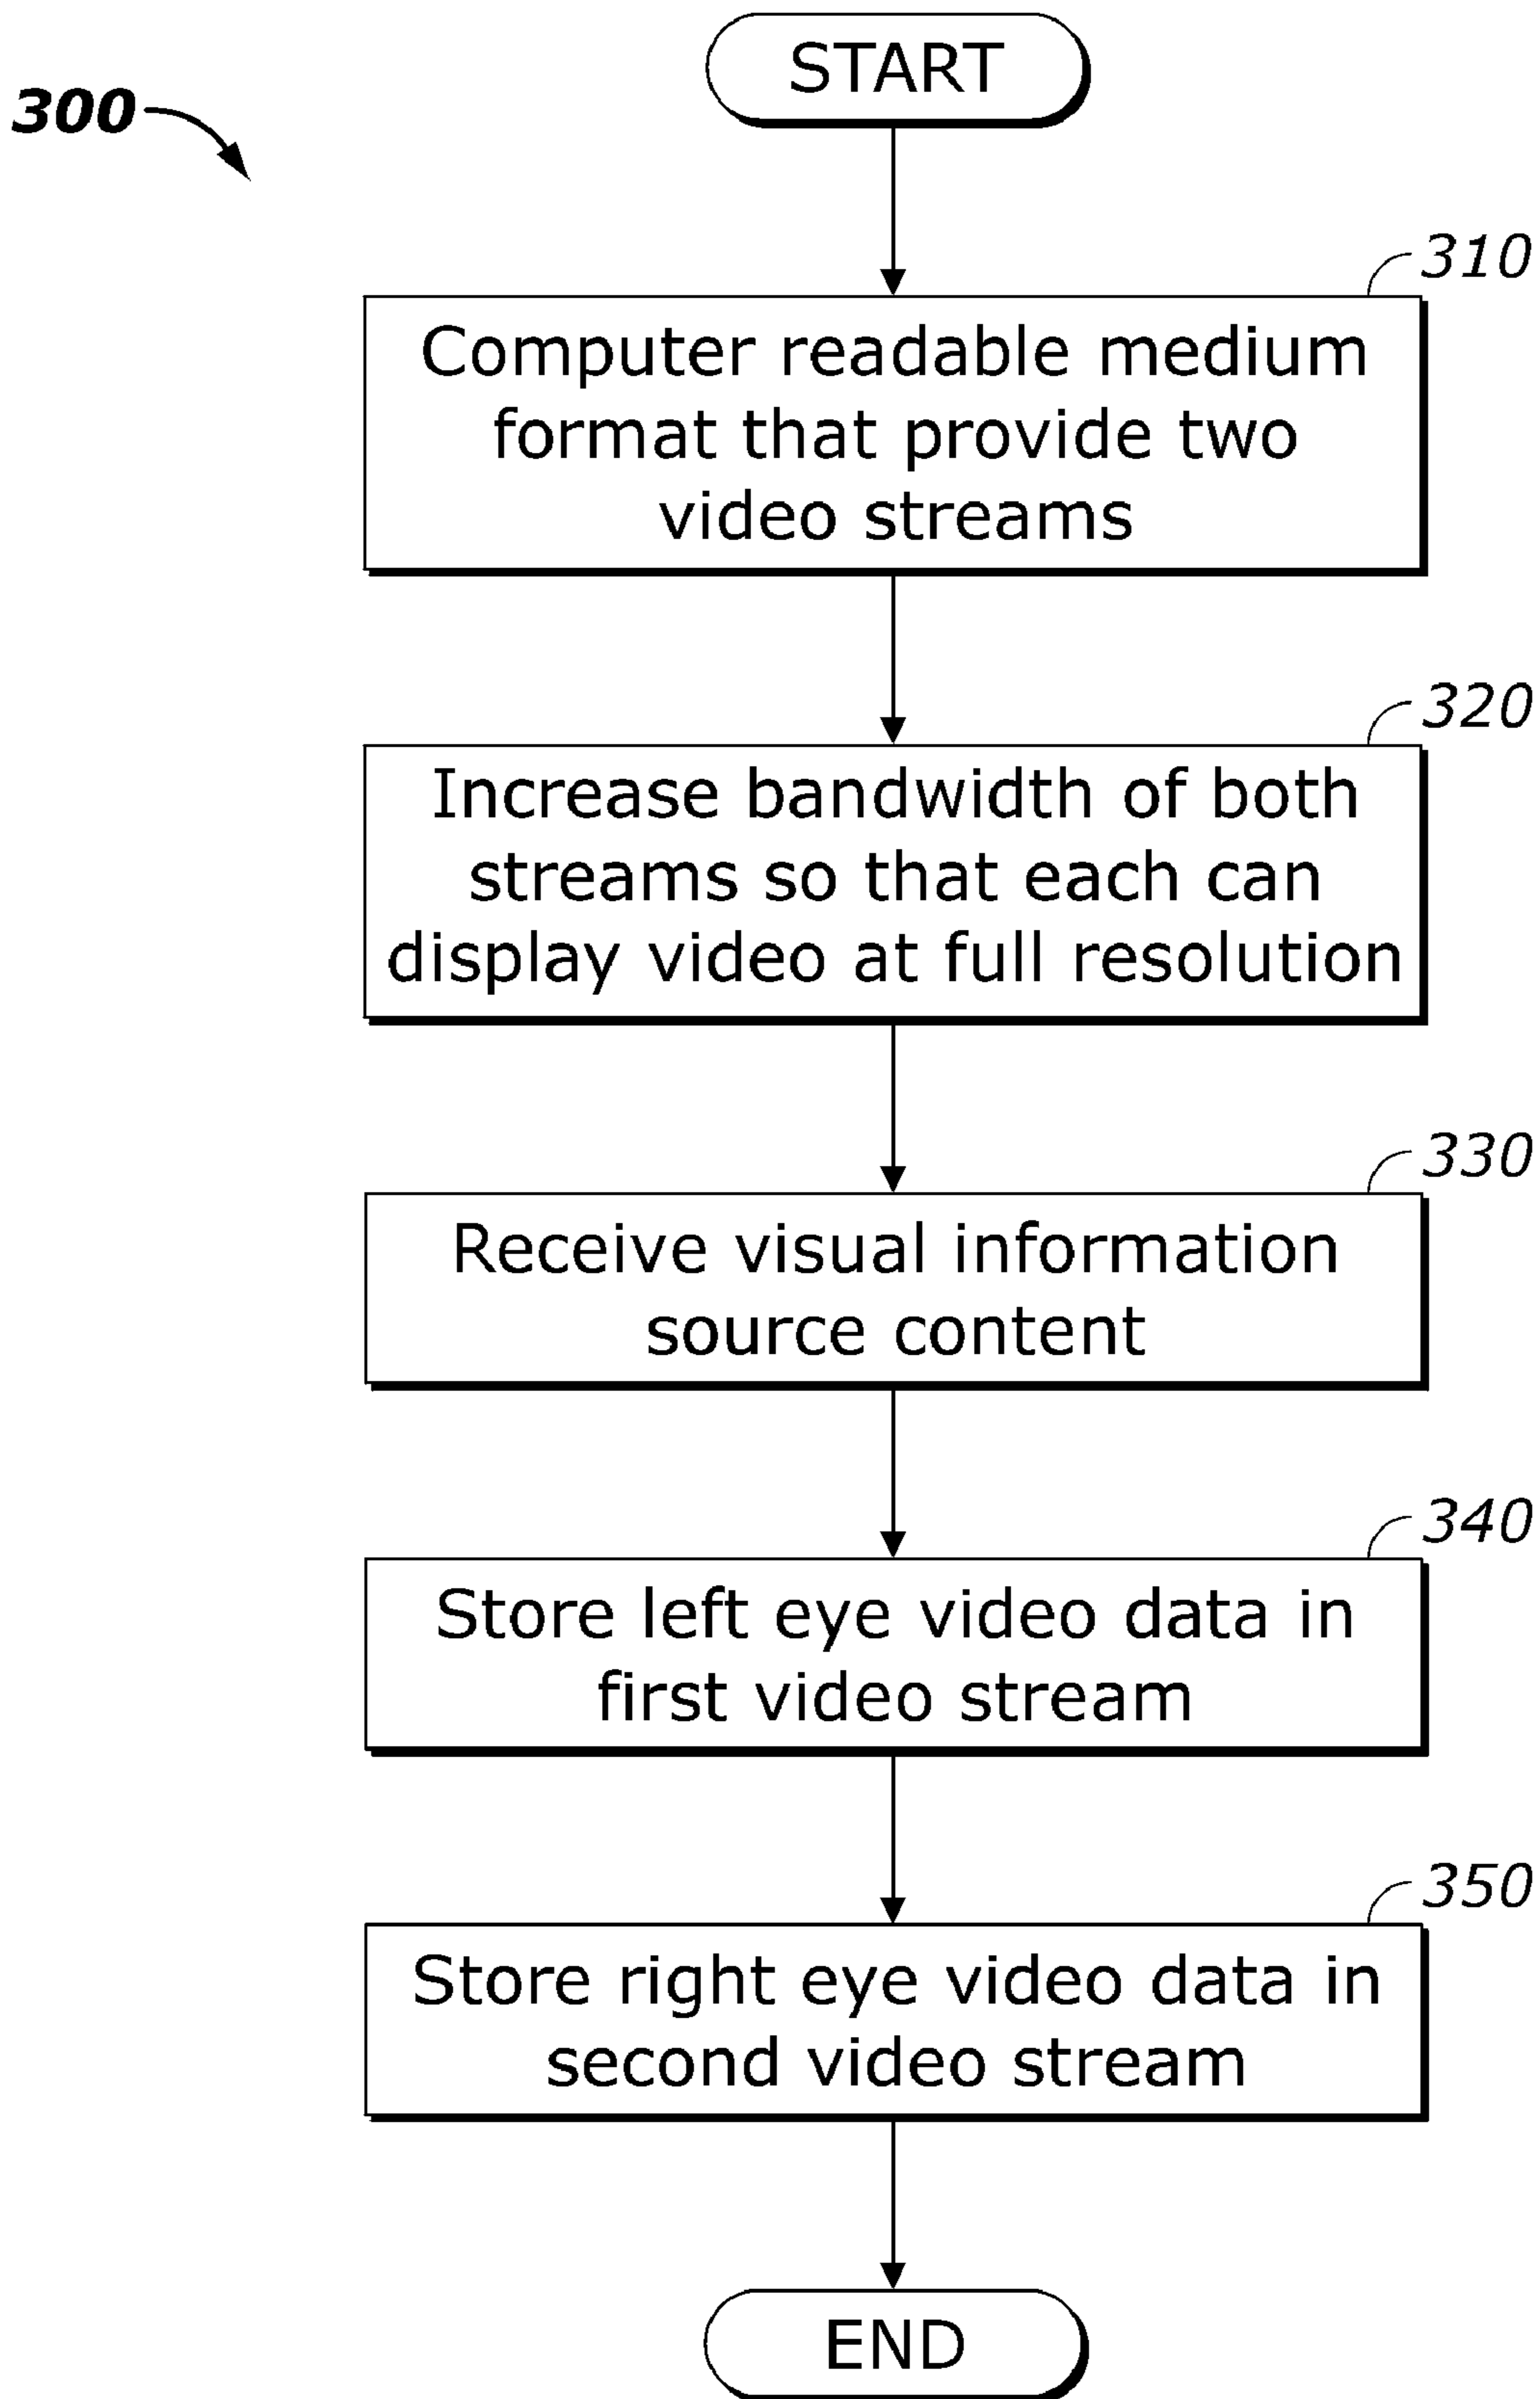 START
300
310
Computer readable medium
format that provide two
video streams
320
Increase bandwidth of both
streams so that each can
display video at full resolution
330
Receive visual information
source content
340
Store left eye video data in
first video stream
350
Store right eye video data in
second video stream
END